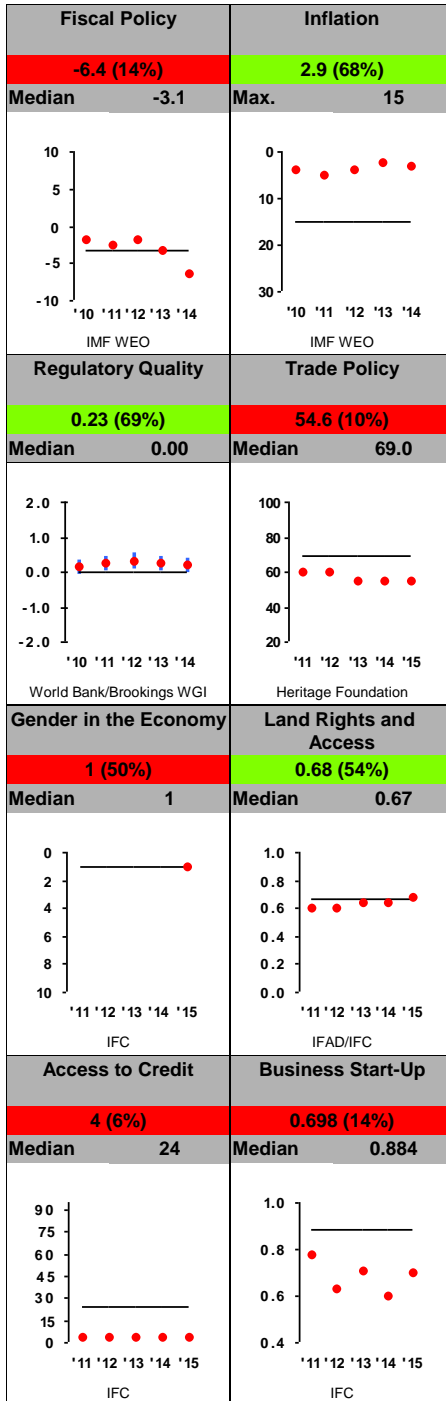 Fiscal Policy
-6.4 (14%)
Median -3.1
10
5
0
-5
-10
'10 '11 '12 '13 '14
IMF WEO
Inflation
2.9 (68%)
Max. 15
0
10
20
30
'10 '11 '12 '13 '14
IMF WEO
Regulatory Quality
0.23 (69%)
Median 0.00
2.0
1.0
0.0
-1.0
-2.0
'10 '11 '12 '13 '14
World Bank/Brookings WGI
Trade Policy
54.6 (10%)
Median 69.0
100
80
60
40
20
'11 '12 '13 '14 '15
Heritage Foundation
Gender in the Economy
1 (50%)
Median 1
0
2
4
6
8
10
'11 '12 '13 '14 '15
IFC
Land Rights and
Access
0.68 (54%)
Median 0.67
1.0
0.8
0.6
0.4
0.2
0.0
'11 '12 '13 '14 '15
IFAD/IFC
Access to Credit
4 (6%)
Median 24
90
75
60
45
30
15
0
'11 '12 '13 '14 '15
IFC
Business Start-Up
0.698 (14%)
Median 0.884
1.0
0.8
0.6
0.4
'11 '12 '13 '14 '15
IFC